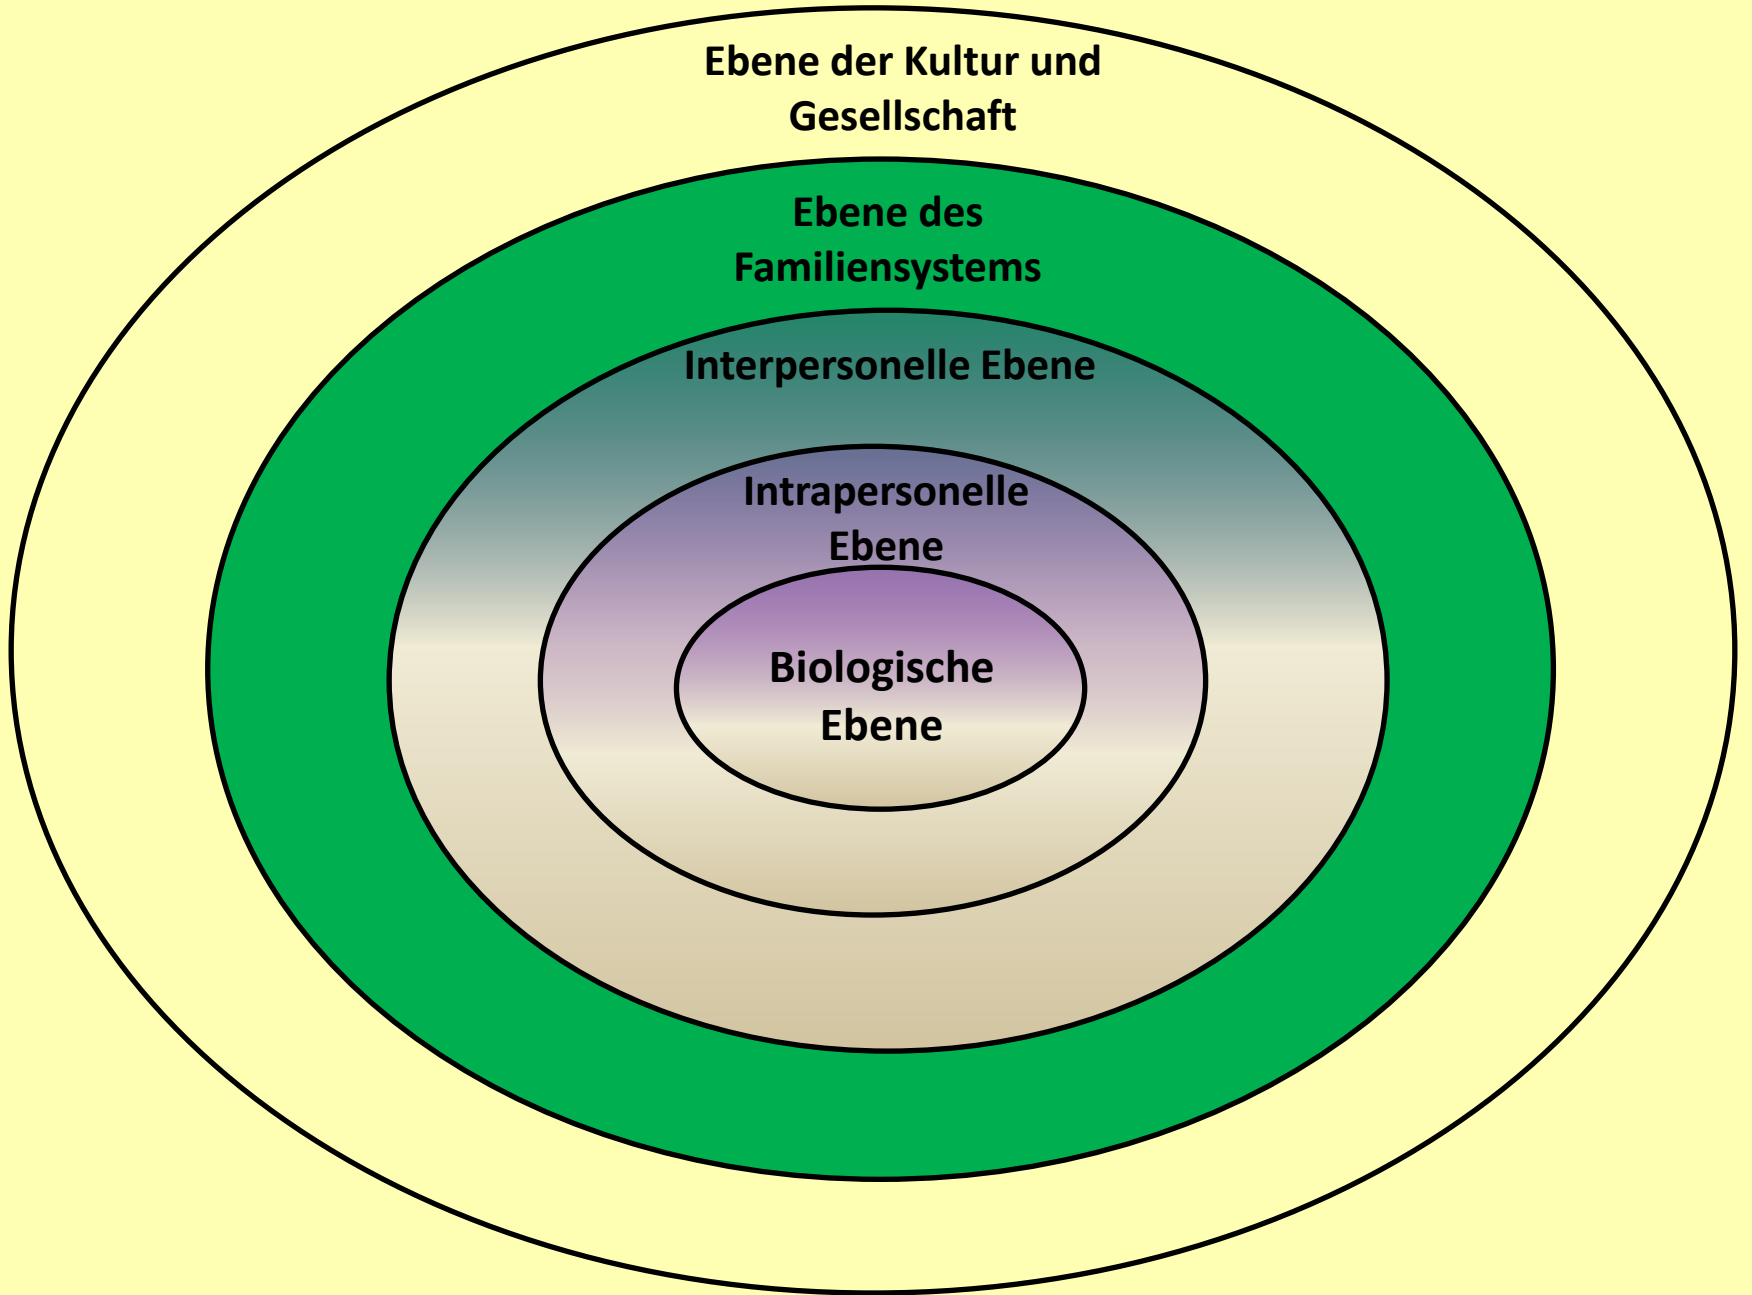 Ebene der Kultur und
Gesellschaft
Ebene des
Familiensystems
Interpersonelle Ebene
Intrapersonelle
Ebene
Biologische
Ebene